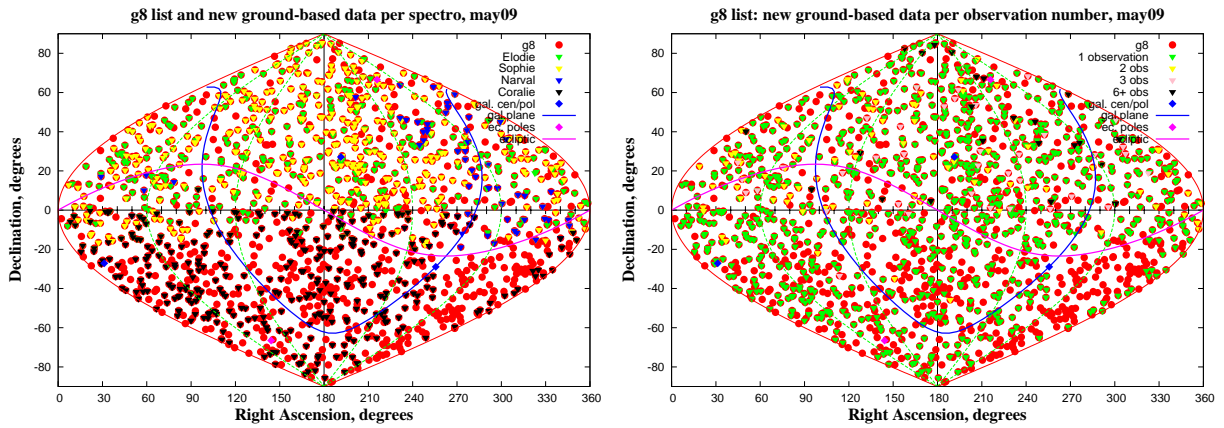 g8 list and new ground-based data per spectro, may09
80
60
40
20
0
-20
-40
-60
-80
0 30 60 90 120 150 180 210 240 270 300 330 360
Declination, degrees
Right Ascension, degrees
g8
Elodie
Sophie
Narval
Coralie
gal. cen/pol
gal plane
ec. poles
ecliptic
g8 list: new ground-based data per observation number, may09
80
60
40
20
0
-20
-40
-60
-80
0 30 60 90 120 150 180 210 240 270 300 330 360
Declination, degrees
Right Ascension, degrees
g8
1 observation
2 obs
3 obs
6+ obs
gal. cen/pol
gal plane
ec. poles
ecliptic